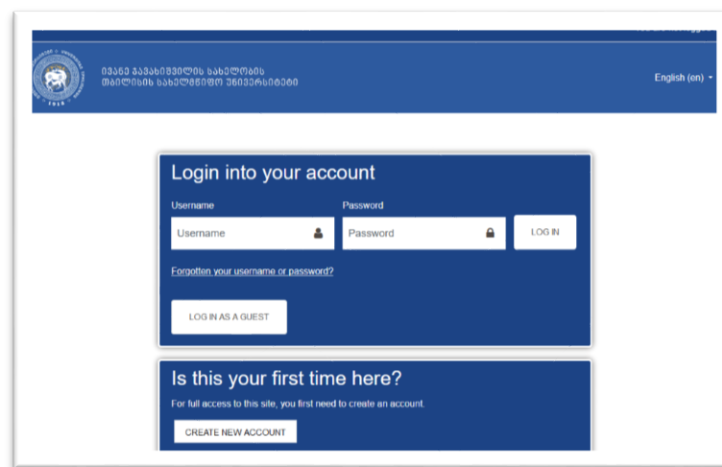 ივანე ჯავახიშვილის სახელობის
თბილისის სახელმწიფო უნივერსიტეტი
English (en)
Login into your account
Username Password
Username Password LOG IN
Forgotten your username or password?
LOG IN AS A GUEST
Is this your first time here?
For full access to this site, you first need to create an account.
CREATE NEW ACCOUNT